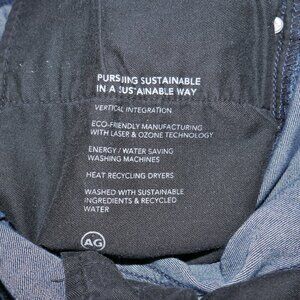 PURSUING SUSTAINABLE
IN A SUSTAINABLE WAY
VERTICAL INTEGRATION
ECO-FRIENDLY MANUFACTURING
WITH LASER & OZONE TECHNOLOGY
ENERGY / WATER SAVING
WASHING MACHINES
HEAT RECYCLING DRYERS
WASHED WITH SUSTAINABLE
INGREDIENTS & RECYCLED
WATER
AG